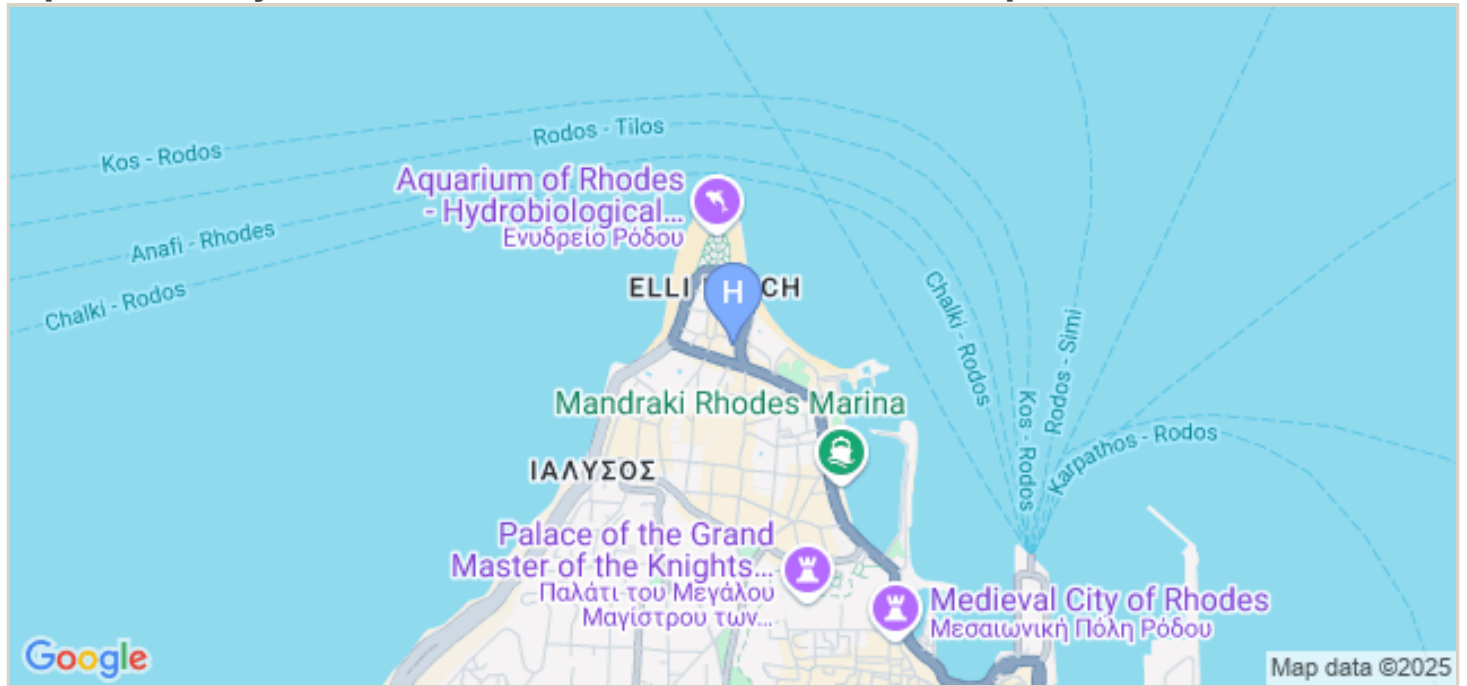 Kos - Rodos
Rodos - Tilos
Anafi - Rhodes
Chalki - Rodos
Aquarium of Rhodes
- Hydrobiological...
Ενυδρείο Ρόδου
ELLI
CH
H
Chalki - Rodos
Kos - Rodos
Rodos - Simi
Karpathos - Rodos
Mandraki Rhodes Marina
ΙΑΛΥΣΟΣ
Palace of the Grand
Master of the Knights...
Παλάτι του Μεγάλου
Μαγίστρου των...
Medieval City of Rhodes
Μεσαιωνική Πόλη Ρόδου
Google
Map data ©2025